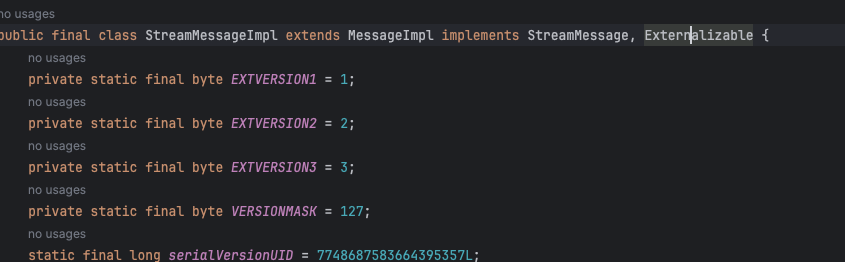 no usages
public final class StreamMessageImpl extends MessageImpl implements StreamMessage, Externalizable {
no usages
private static final byte EXTVERSION1 = 1;
no usages
private static final byte EXTVERSION2 = 2;
no usages
private static final byte EXTVERSION3 = 3;
no usages
private static final byte VERSIONMASK = 127;
no usages
static final long serialVersionUID = 7748687583664395357L;